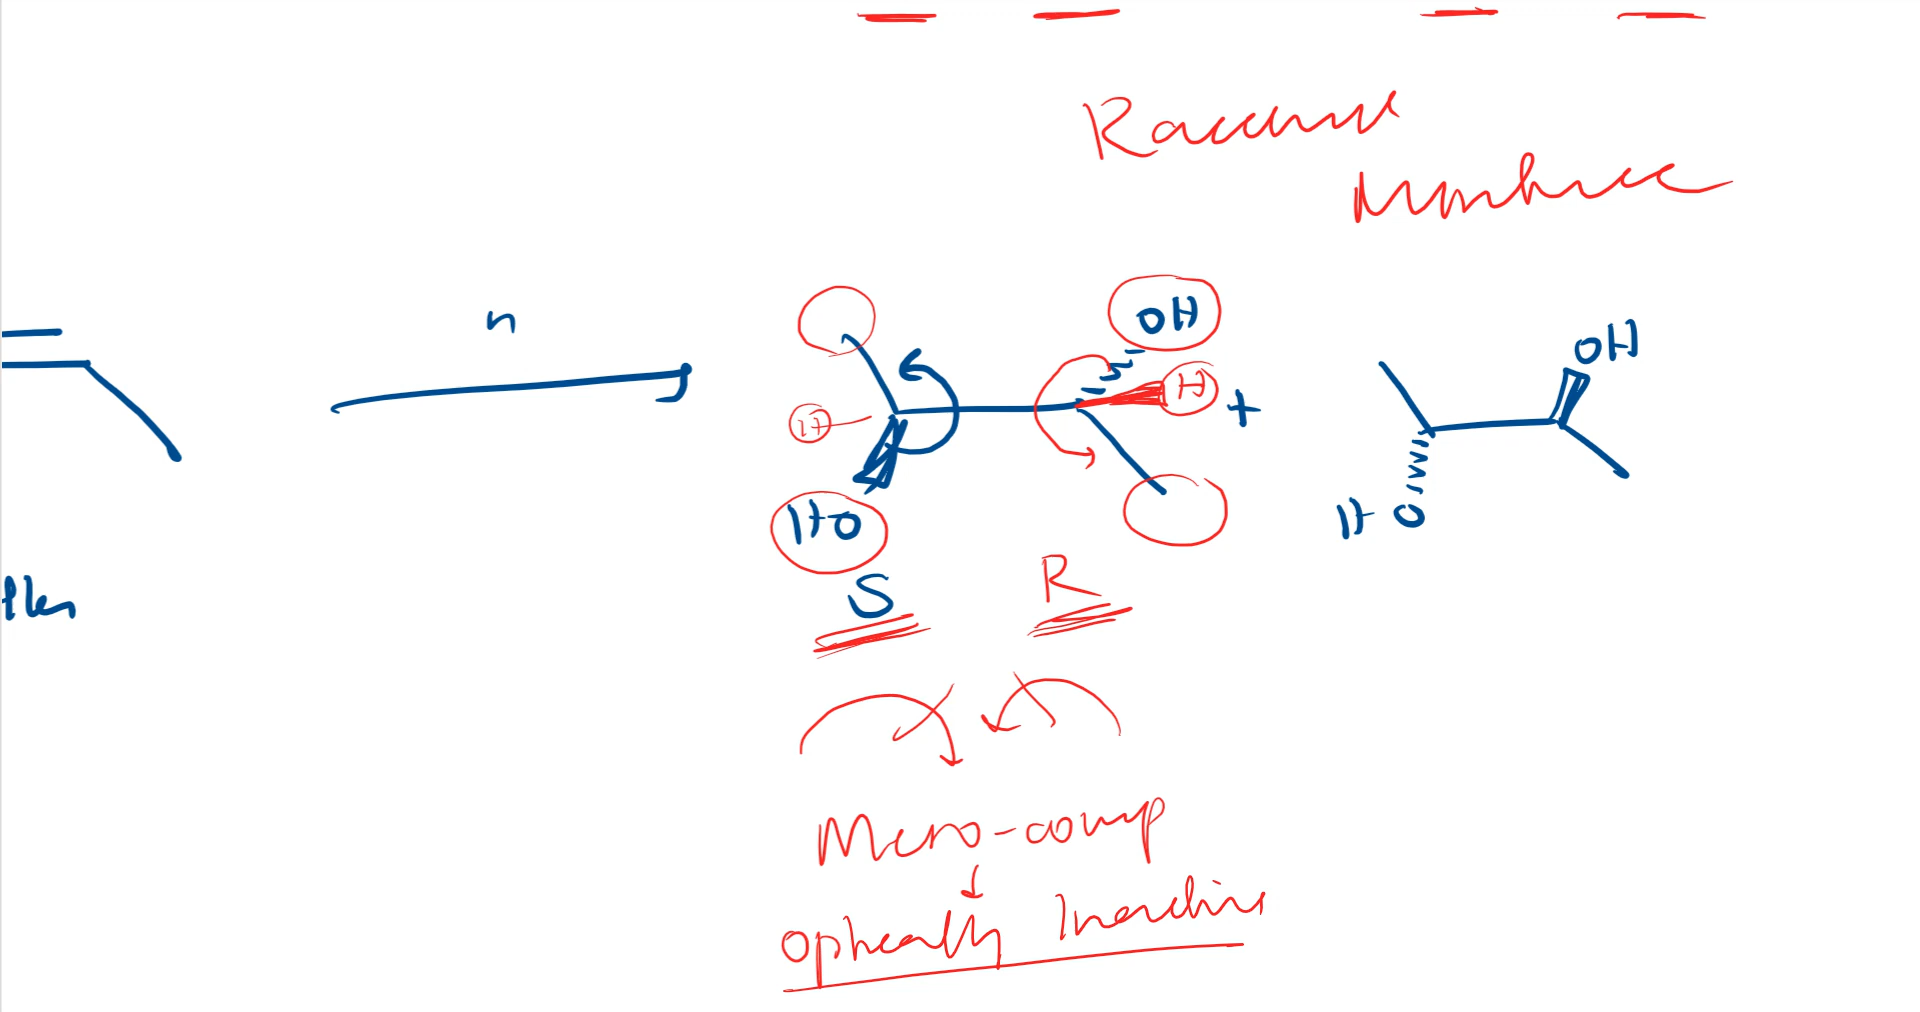 Racemic
Mixture
n
OH
H
H
+
OH
HO
HO
S
R
Meso-comp
Optically Inactive